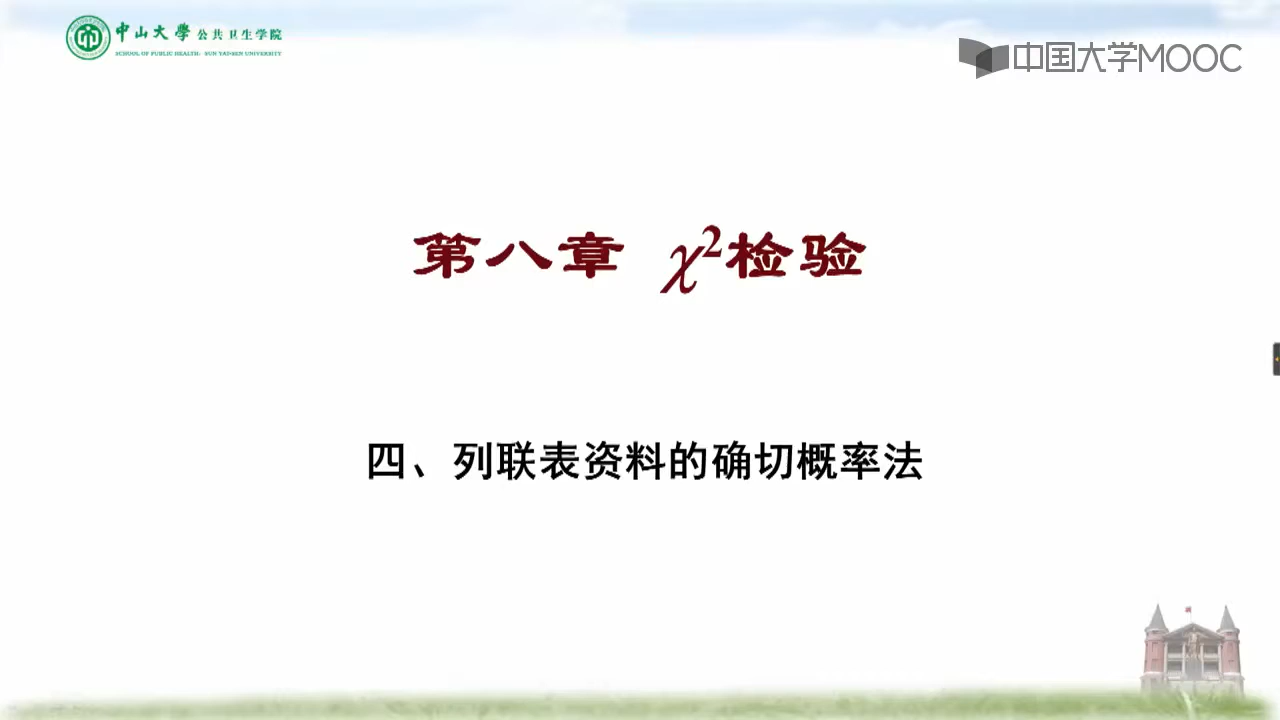 中山大學 公共卫生学院
SCHOOL OF PUBLIC HEALTH, SUN YAT-SEN UNIVERSITY
中国大学MOOC
第八章 χ²检验
四、列联表资料的确切概率法